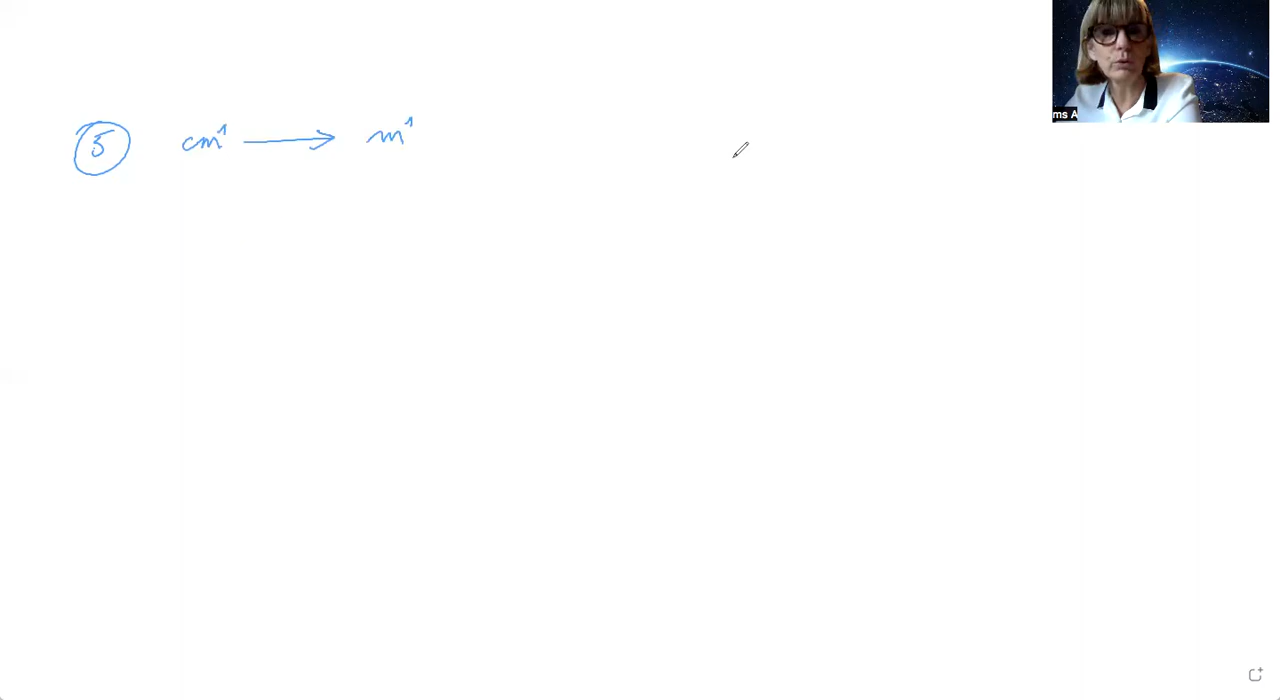 ⑤ cm¹ → m¹
ms A